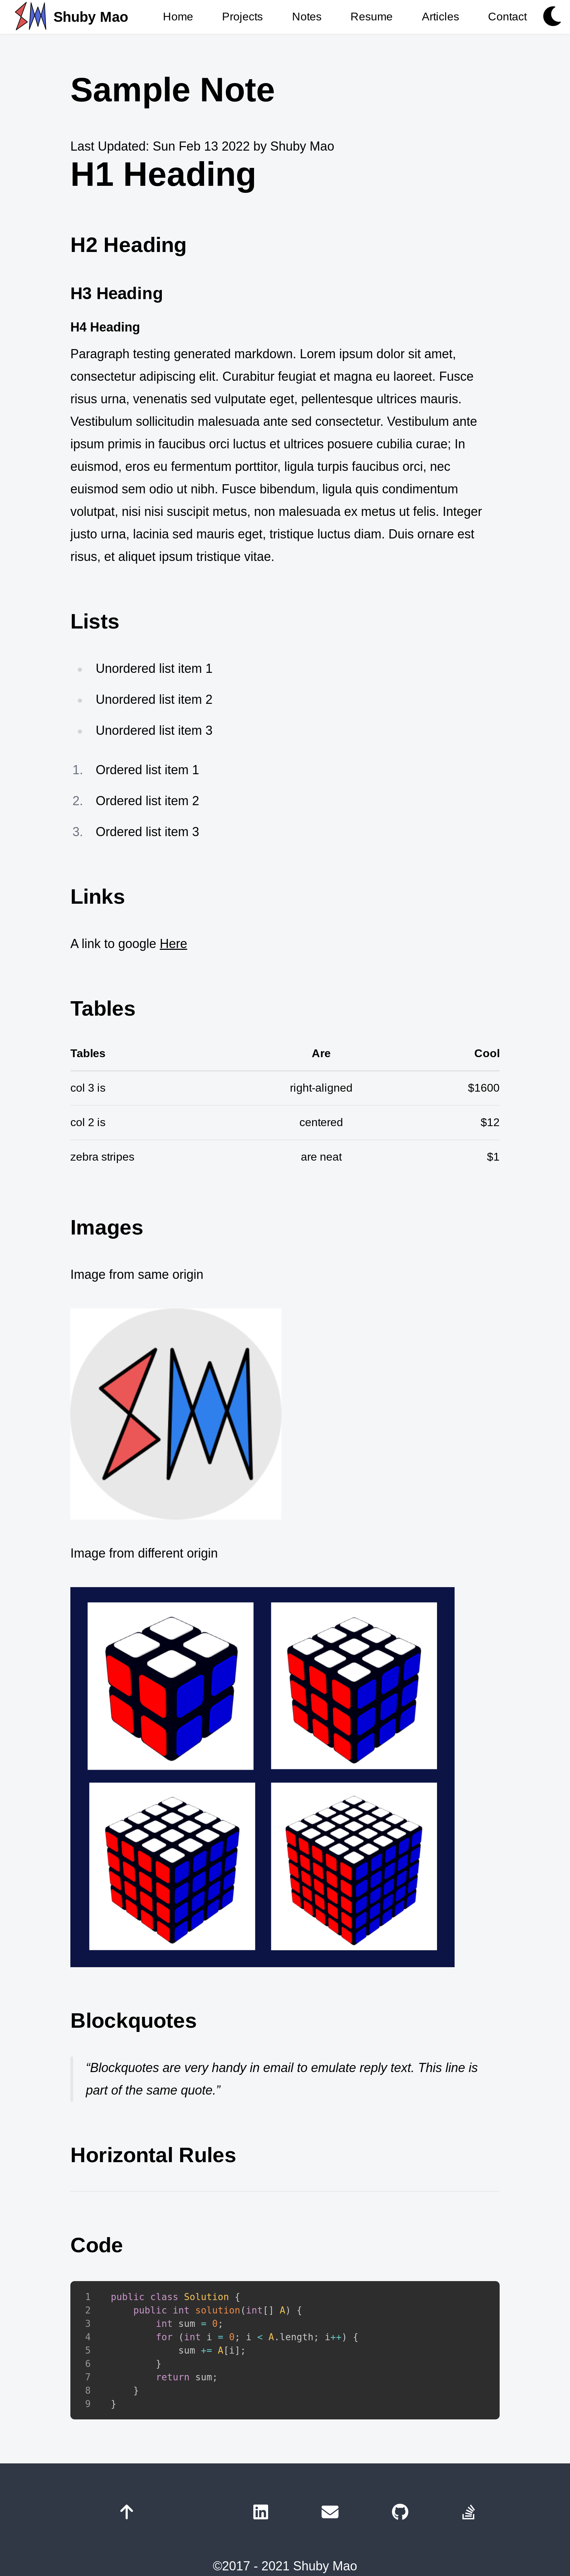 Shuby Mao Home Projects Notes Resume Articles Contact
Sample Note
Last Updated: Sun Feb 13 2022 by Shuby Mao
H1 Heading
H2 Heading
H3 Heading
H4 Heading
Paragraph testing generated markdown. Lorem ipsum dolor sit amet,
consectetur adipiscing elit. Curabitur feugiat et magna eu laoreet. Fusce
risus urna, venenatis sed vulputate eget, pellentesque ultrices mauris.
Vestibulum sollicitudin malesuada ante sed consectetur. Vestibulum ante
ipsum primis in faucibus orci luctus et ultrices posuere cubilia curae; In
euismod, eros eu fermentum porttitor, ligula turpis faucibus orci, nec
euismod sem odio ut nibh. Fusce bibendum, ligula quis condimentum
volutpat, nisi nisi suscipit metus, non malesuada ex metus ut felis. Integer
justo urna, lacinia sed mauris eget, tristique luctus diam. Duis ornare est
risus, et aliquet ipsum tristique vitae.
Lists
Unordered list item 1
Unordered list item 2
Unordered list item 3
1. Ordered list item 1
2. Ordered list item 2
3. Ordered list item 3
Links
A link to google Here
Tables
Tables Are Cool
col 3 is right-aligned $1600
col 2 is centered $12
zebra stripes are neat $1
Images
Image from same origin
SM
Image from different origin
Blockquotes
“Blockquotes are very handy in email to emulate reply text. This line is
part of the same quote.”
Horizontal Rules
Code
1 public class Solution {
2     public int solution(int[] A) {
3         int sum = 0;
4         for (int i = 0; i < A.length; i++) {
5             sum += A[i];
6         }
7         return sum;
8     }
9 }
©2017 - 2021 Shuby Mao